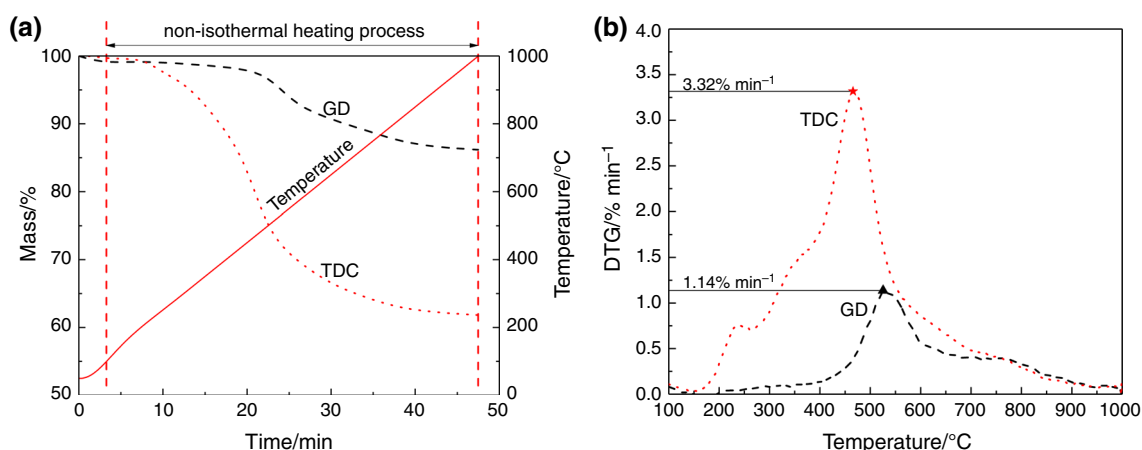 (a)
non-isothermal heating process
100
90
80
70
60
50
Mass/%
GD
Temperature
TDC
1000
800
600
400
200
0
Temperature/°C
0
10
20
30
40
50
Time/min
(b)
4.0
3.5
3.0
2.5
2.0
1.5
1.0
0.5
0.0
DTG/% min⁻¹
3.32% min⁻¹
TDC
1.14% min⁻¹
GD
100
200
300
400
500
600
700
800
900
1000
Temperature/°C